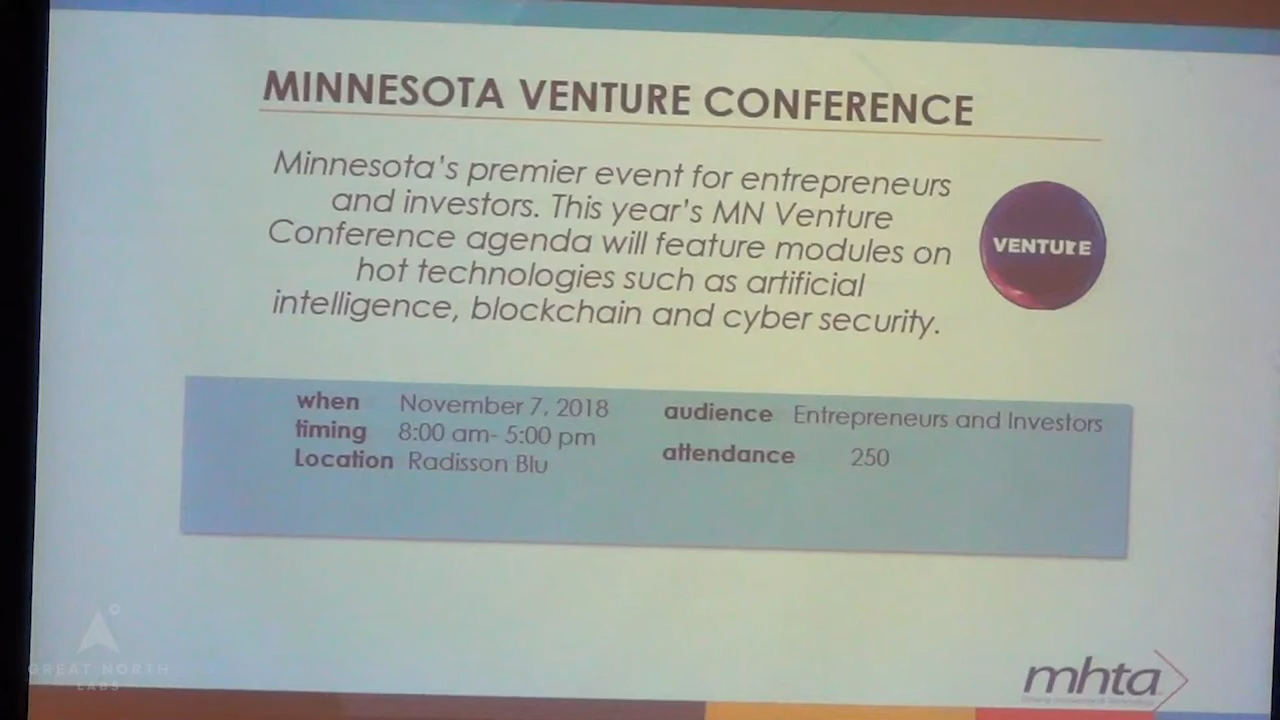 MINNESOTA VENTURE CONFERENCE
Minnesota's premier event for entrepreneurs
and investors. This year's MN Venture
Conference agenda will feature modules on
hot technologies such as artificial
intelligence, blockchain and cyber security.
VENTURE
when November 7, 2018
timing 8:00 am- 5:00 pm
Location Radisson Blu
audience Entrepreneurs and Investors
attendance 250
GREAT NORTH
LABS
mhta